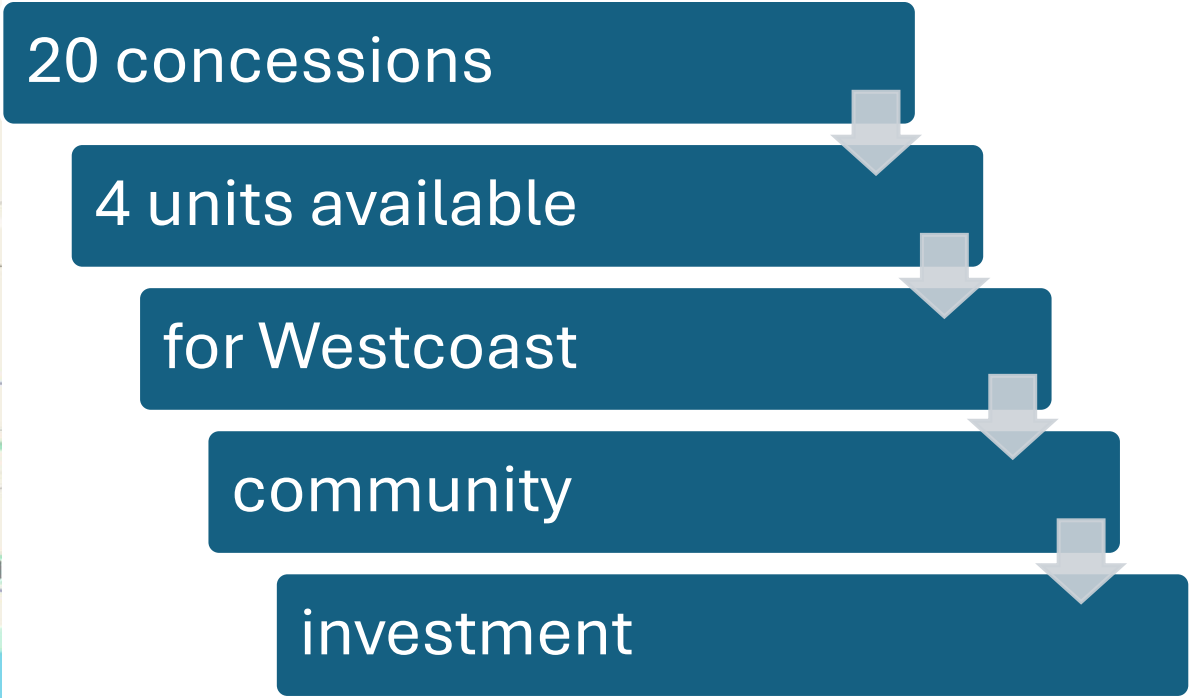 20 concessions
4 units available
for Westcoast
community
investment